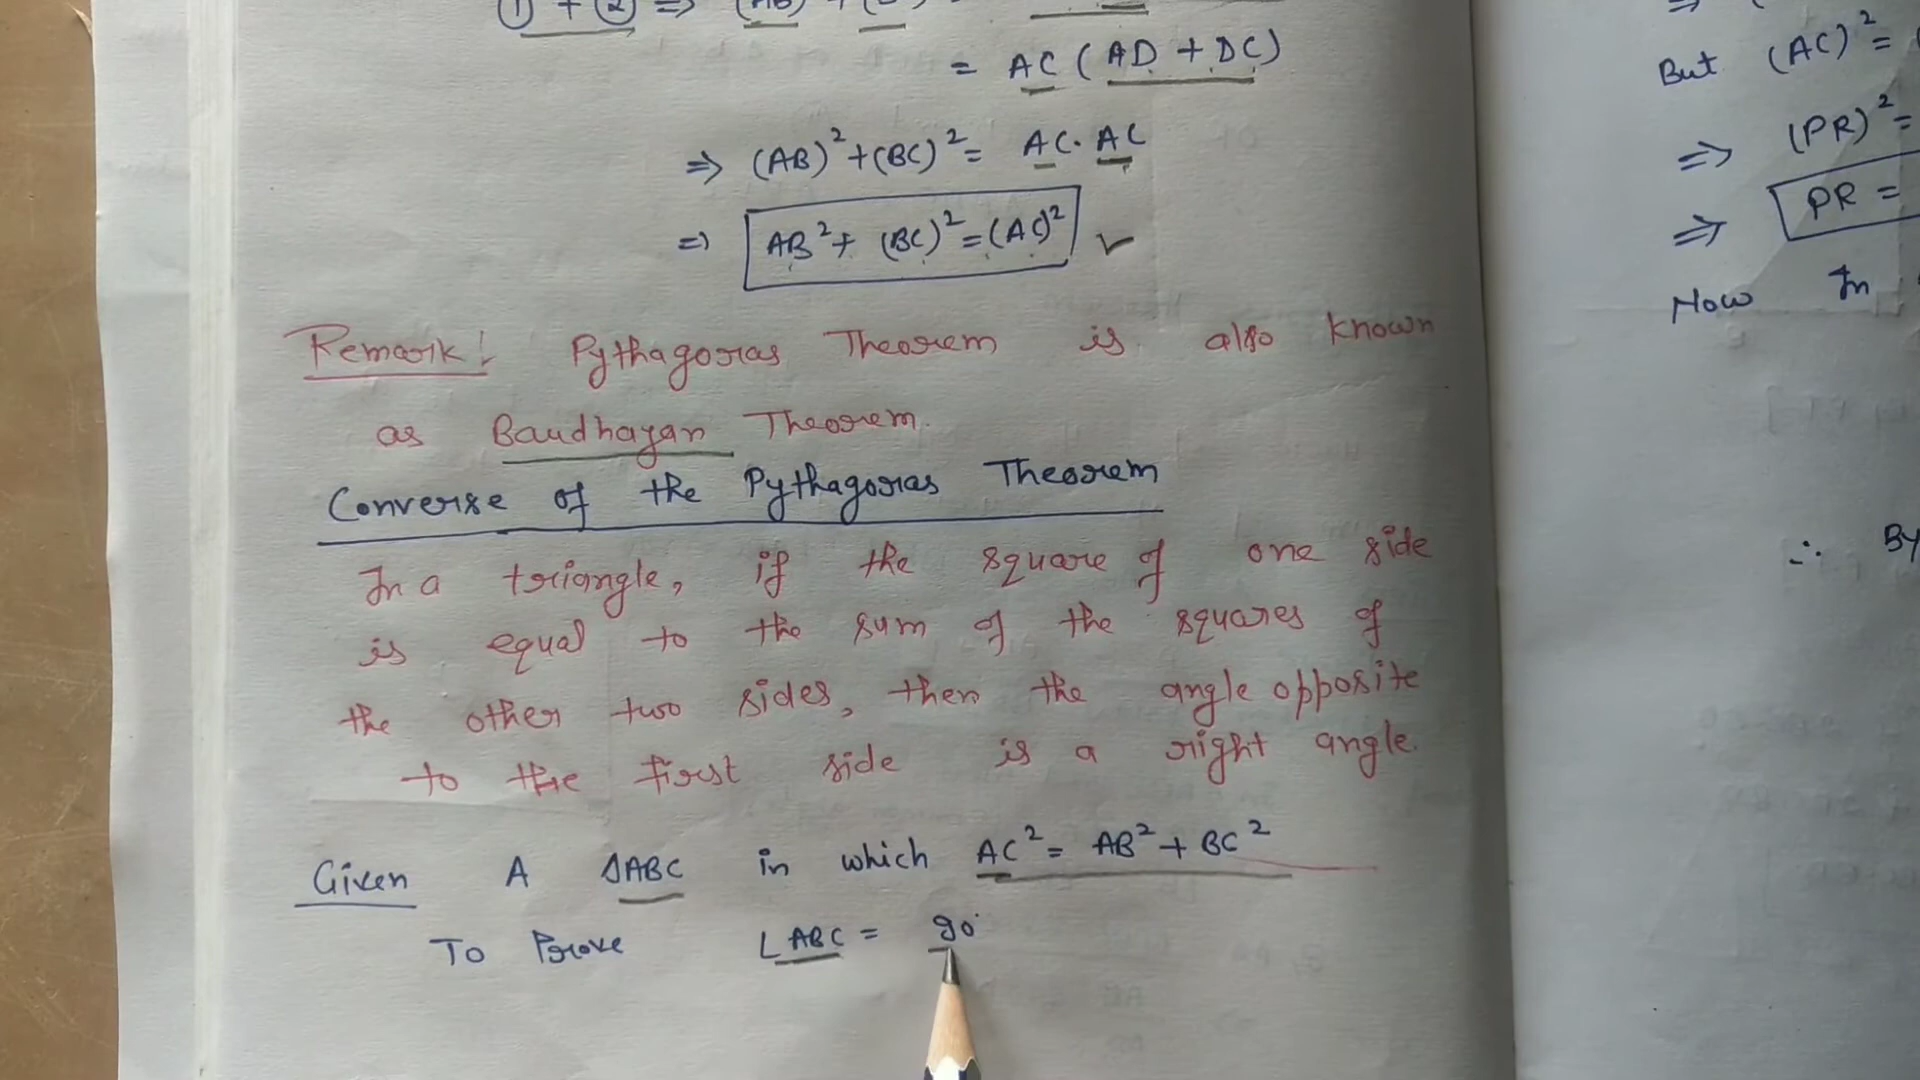 ① + ② ⇒ (AB) + (
= AC (AD + DC)
⇒ (AB)² + (BC)² = AC. AC
⇒ AB² + (BC)² = (AC)² ✓
Remark: Pythagoras Theorem is also known
as Baudhayan Theorem.
Converse of the Pythagoras Theorem
In a triangle, if the square of one side
is equal to the sum of the squares of
the other two sides, then the angle opposite
to the first side is a right angle.
Given A ΔABC in which AC² = AB² + BC²
To Prove ∠ABC = 90°
But (AC)² =
⇒ (PR)² =
⇒ PR =
Now In
∴ By